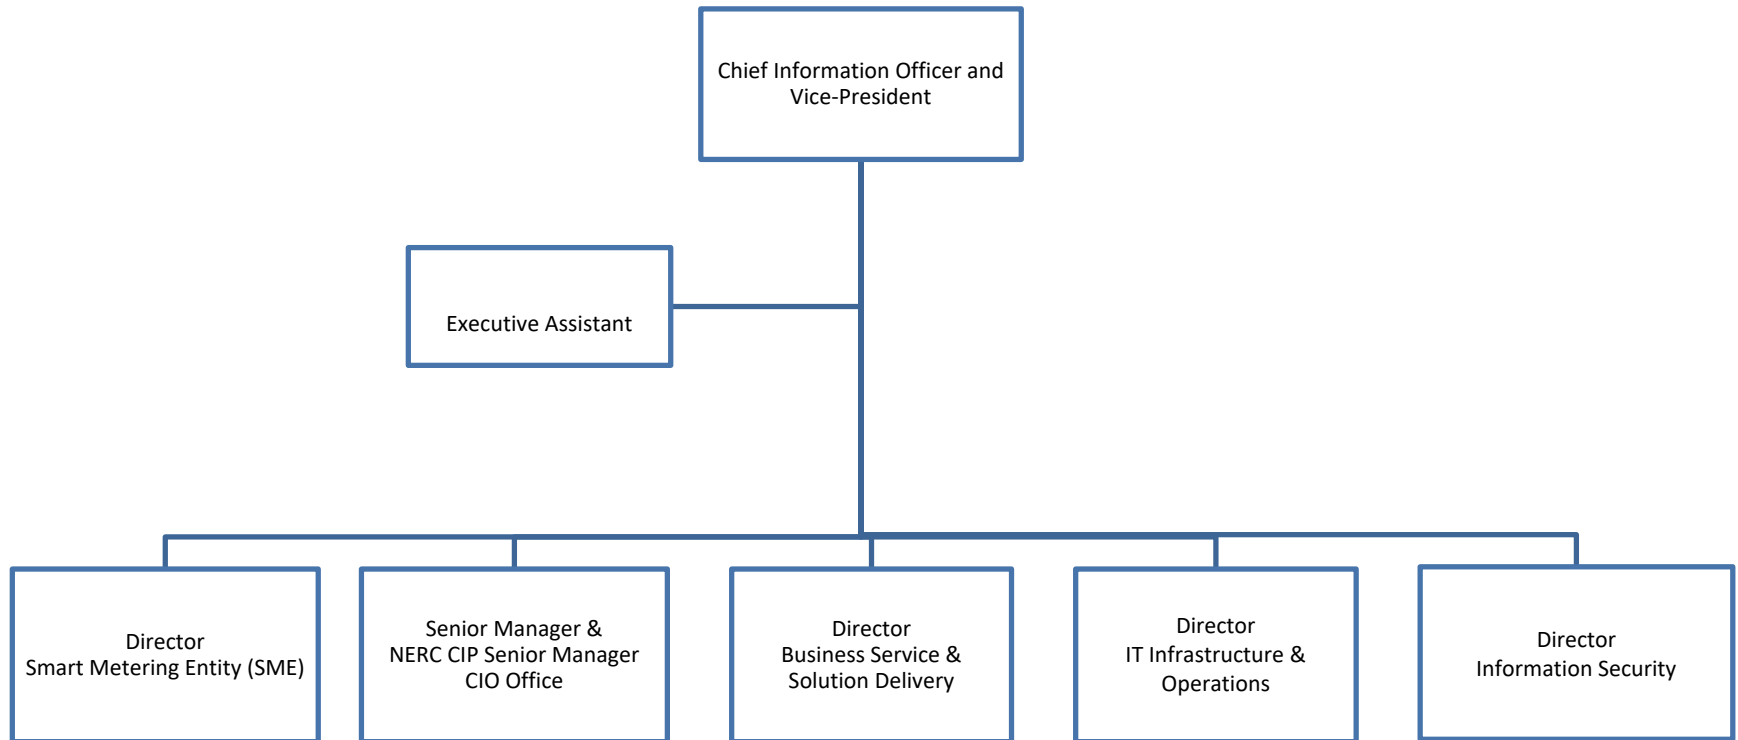 Chief Information Officer and
Vice-President
Executive Assistant
Director
Smart Metering Entity (SME)
Senior Manager &
NERC CIP Senior Manager
CIO Office
Director
Business Service &
Solution Delivery
Director
IT Infrastructure &
Operations
Director
Information Security